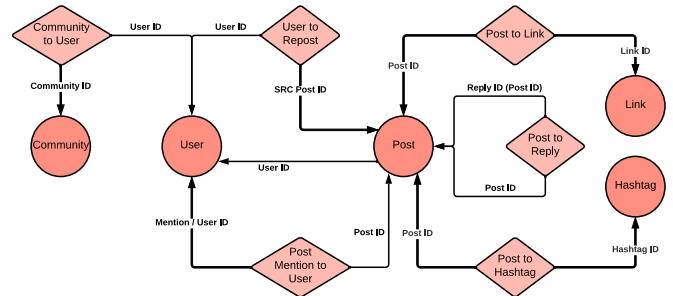 Community
to User
User ID
User ID
User to
Repost
Post to Link
Link ID
Post ID
Community ID
SRC Post ID
Reply ID (Post ID)
Link
Community
User
Post
Post to
Reply
User ID
Post ID
Hashtag
Mention / User ID
Post ID
Post ID
Hashtag ID
Post
Mention to
User
Post to
Hashtag